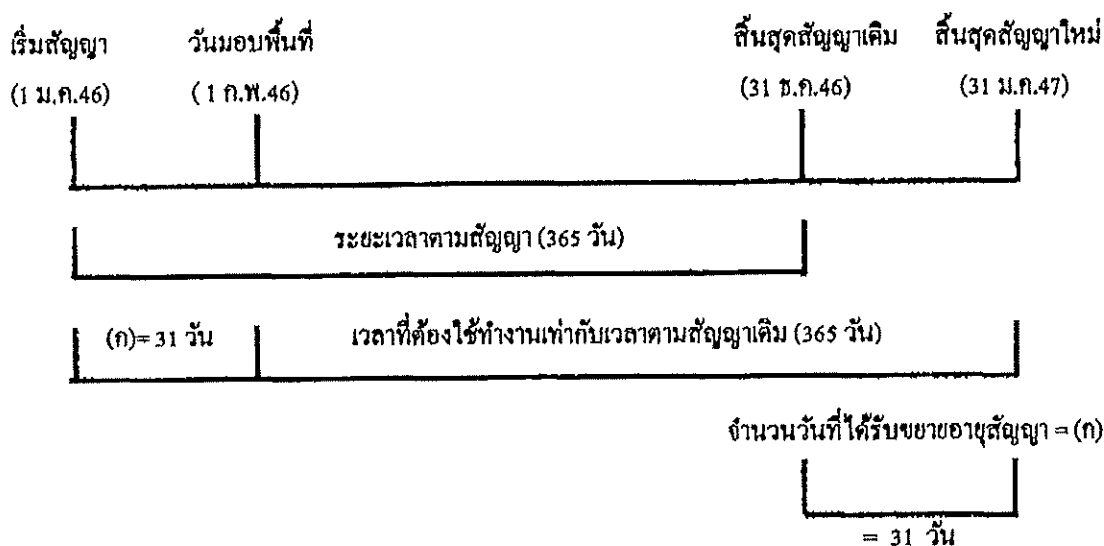 เริ่มสัญญา วันมอบพื้นที่ สิ้นสุดสัญญาเดิม สิ้นสุดสัญญาใหม่
(1 ม.ค.46) (1 ก.พ.46) (31 ธ.ค.46) (31 ม.ค.47)
ระยะเวลาตามสัญญา (365 วัน)
(ก)= 31 วัน เวลาที่ต้องใช้ทำงานเท่ากับเวลาตามสัญญาเดิม (365 วัน)
จำนวนวันที่ได้รับขยายอายุสัญญา = (ก)
= 31 วัน